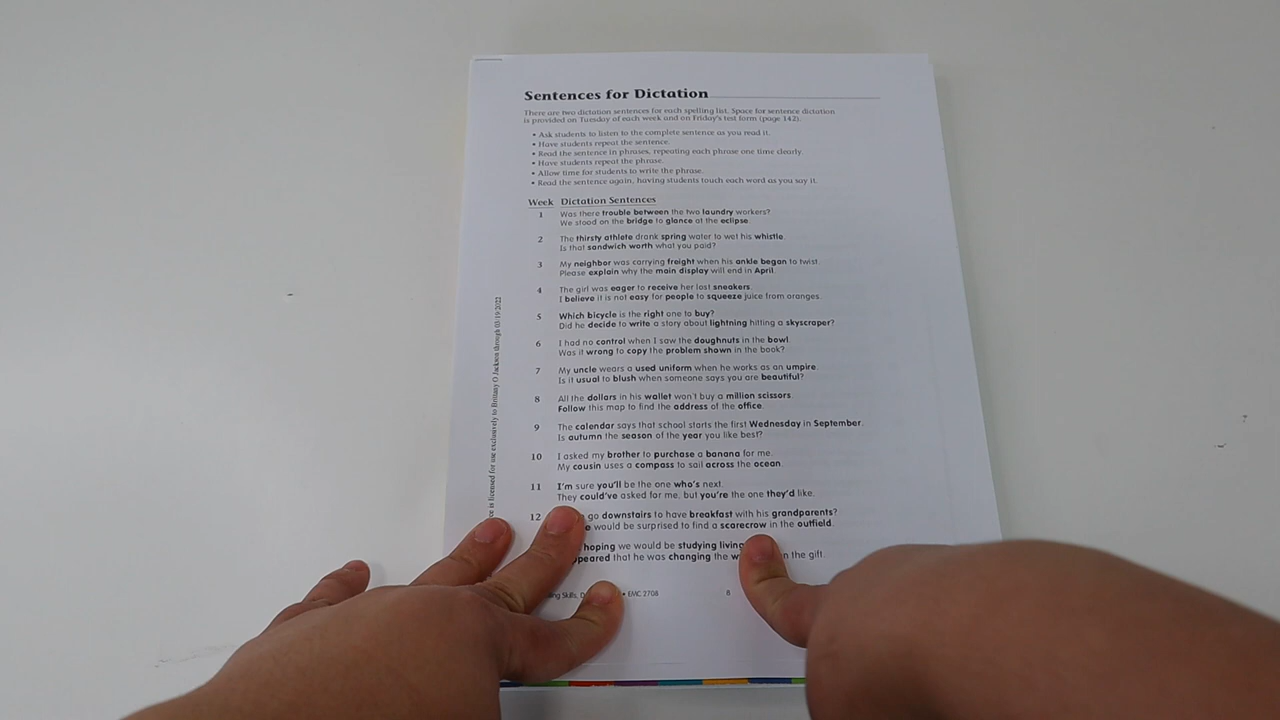 Sentences for Dictation
There are two dictation sentences for each spelling list. Space for sentence dictation
is provided on Tuesday of each week and on Friday's test form (page 142).
• Ask students to listen to the complete sentence as you read it.
• Have students repeat the sentence.
• Read the sentence in phrases, repeating each phrase one time clearly.
• Have students repeat the phrase.
• Allow time for students to write the phrase.
• Read the sentence again, having students touch each word as you say it.
Week Dictation Sentences
1 Was there trouble between the two laundry workers?
We stood on the bridge to glance at the eclipse.
2 The thirsty athlete drank spring water to wet his whistle.
Is that sandwich worth what you paid?
3 My neighbor was carrying freight when his ankle began to twist.
Please explain why the main display will end in April.
4 The girl was eager to receive her lost sneakers.
I believe it is not easy for people to squeeze juice from oranges.
5 Which bicycle is the right one to buy?
Did he decide to write a story about lightning hitting a skyscraper?
6 I had no control when I saw the doughnuts in the bowl.
Was it wrong to copy the problem shown in the book?
7 My uncle wears a used uniform when he works as an umpire.
Is it usual to blush when someone says you are beautiful?
8 All the dollars in his wallet won't buy a million scissors.
Follow this map to find the address of the office.
9 The calendar says that school starts the first Wednesday in September.
Is autumn the season of the year you like best?
10 I asked my brother to purchase a banana for me.
My cousin uses a compass to sail across the ocean.
11 I'm sure you'll be the one who's next.
They could've asked for me, but you're the one they'd like.
12 go downstairs to have breakfast with his grandparents?
would be surprised to find a scarecrow in the outfield.
hoping we would be studying living
that he was changing the the gift.
Skills, • EMC 2708
8
is licensed for use exclusively to Brittany O Jackson through 03/19/2022